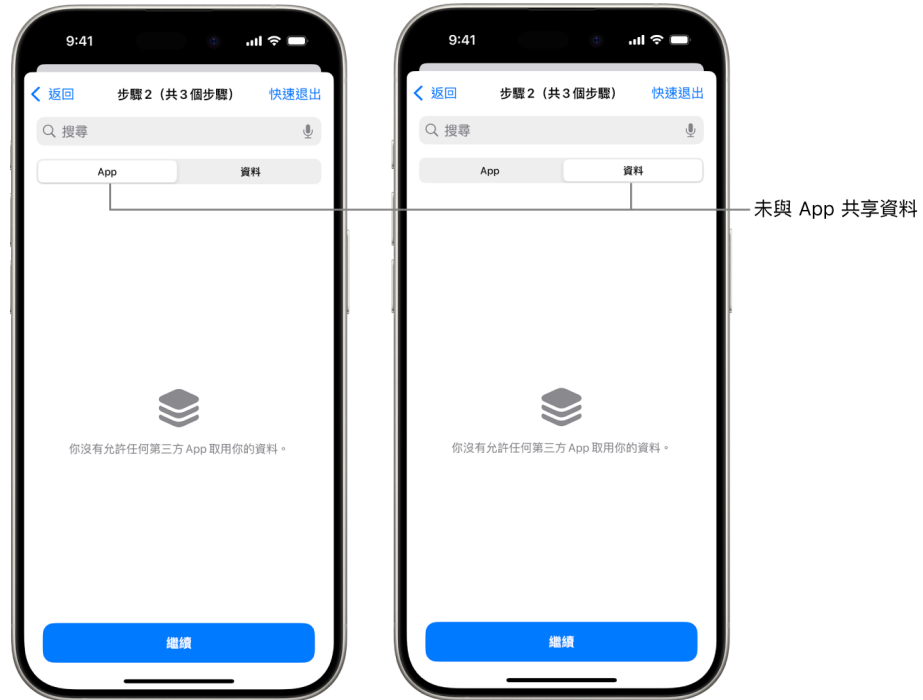 9:41
返回
步驟 2（共 3 個步驟）
快速退出
搜尋
App
資料
你沒有允許任何第三方 App 取用你的資料。
繼續
9:41
返回
步驟 2（共 3 個步驟）
快速退出
搜尋
App
資料
你沒有允許任何第三方 App 取用你的資料。
繼續
未與 App 共享資料